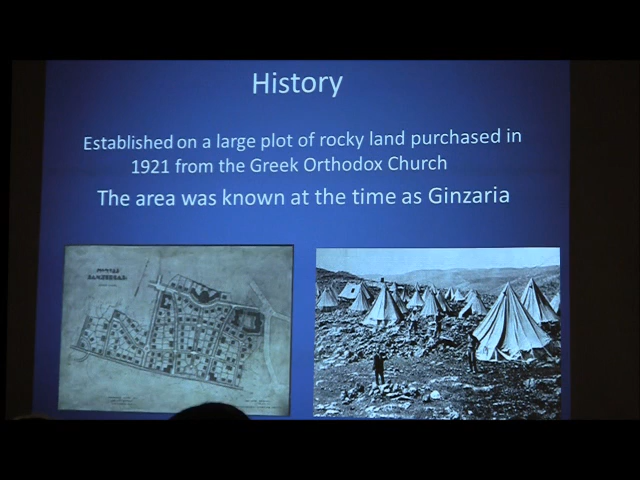 History
Established on a large plot of rocky land purchased in
1921 from the Greek Orthodox Church
The area was known at the time as Ginzaria